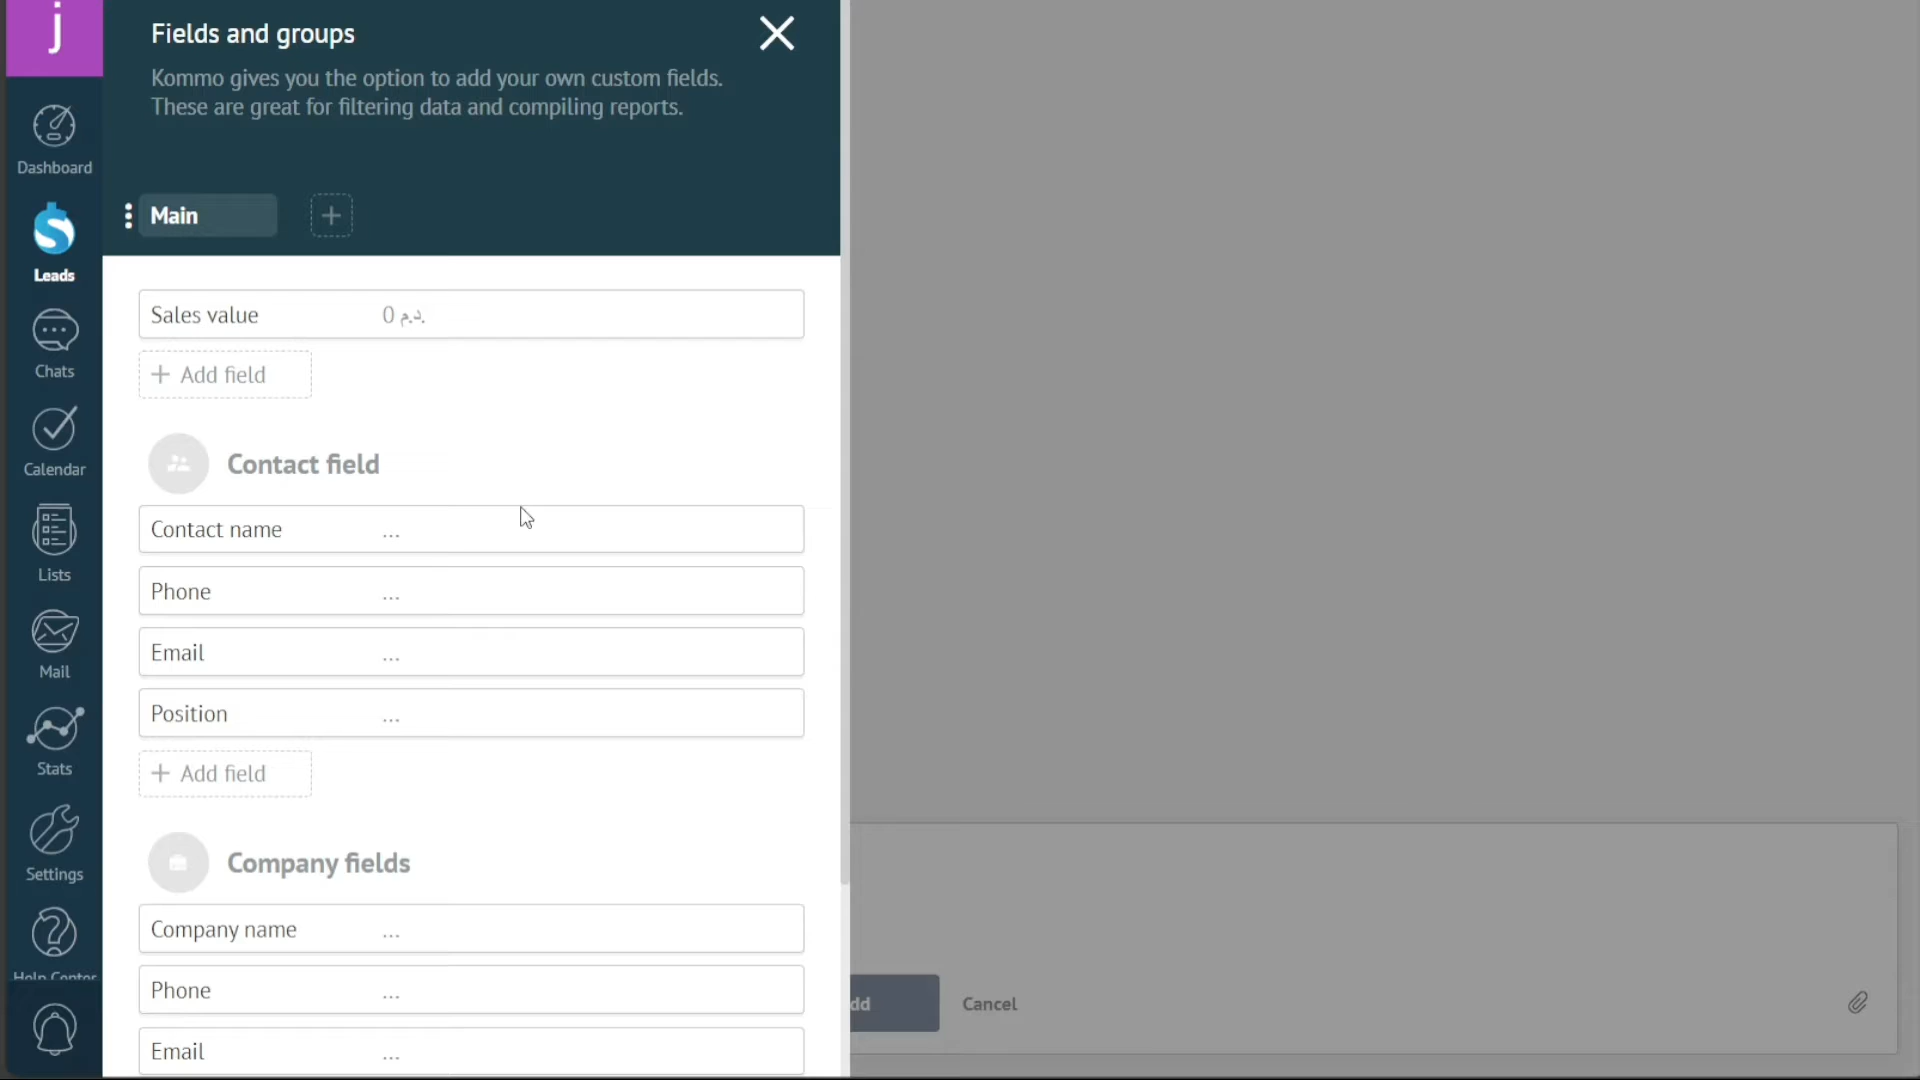 j
Fields and groups
Kommo gives you the option to add your own custom fields.
These are great for filtering data and compiling reports.
Dashboard
Main
Leads
Sales value 0 د.م.
Chats
Add field
Calendar
Contact field
Contact name ...
Lists
Phone ...
Email ...
Mail
Position ...
Stats
Add field
Settings
Company fields
Company name ...
Help Center
Phone ...
dd Cancel
Email ...